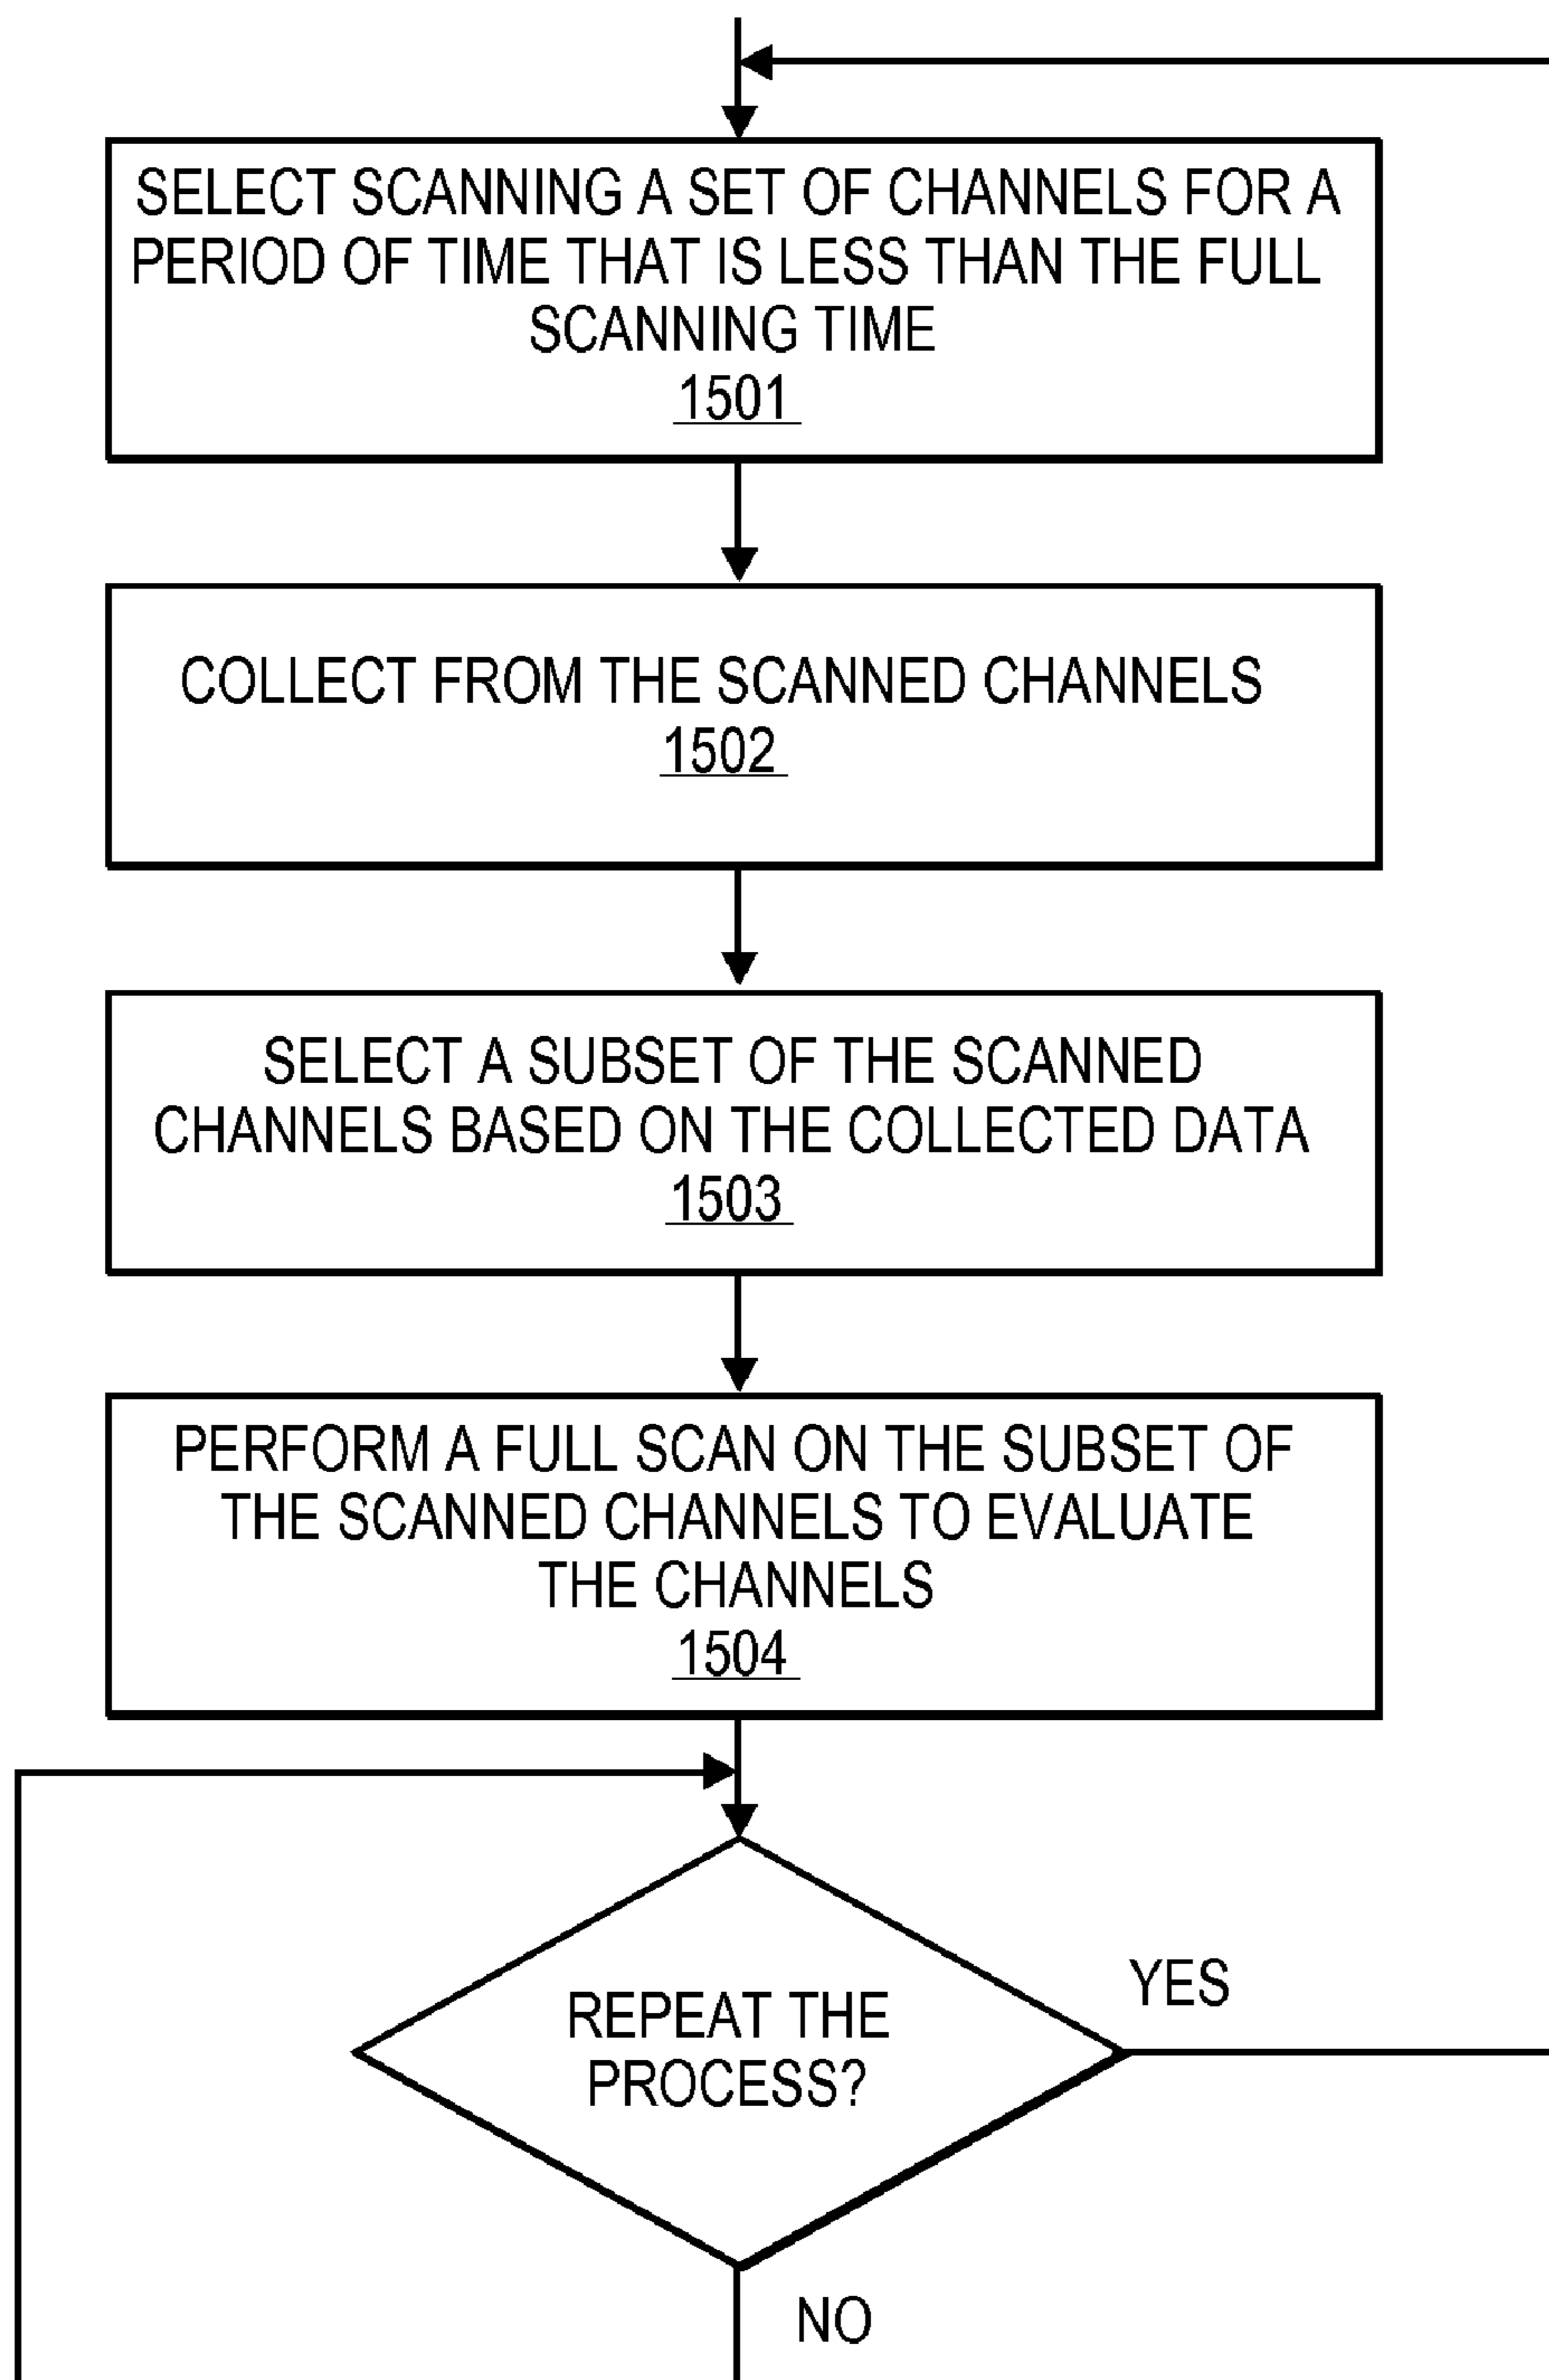 SELECT SCANNING A SET OF CHANNELS FOR A
PERIOD OF TIME THAT IS LESS THAN THE FULL
SCANNING TIME
1501
COLLECT FROM THE SCANNED CHANNELS
1502
SELECT A SUBSET OF THE SCANNED
CHANNELS BASED ON THE COLLECTED DATA
1503
PERFORM A FULL SCAN ON THE SUBSET OF
THE SCANNED CHANNELS TO EVALUATE
THE CHANNELS
1504
YES
REPEAT THE
PROCESS?
NO